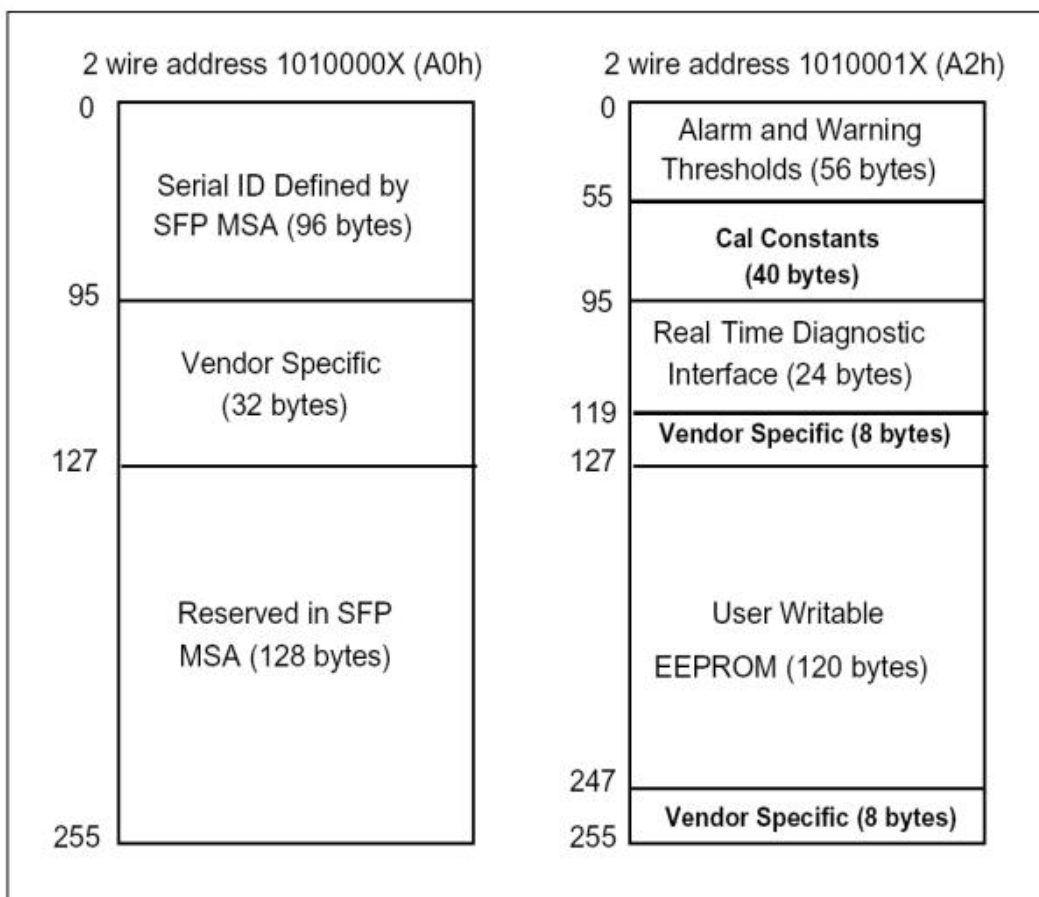 2 wire address 1010000X (A0h)
0
Serial ID Defined by
SFP MSA (96 bytes)
95
Vendor Specific
(32 bytes)
127
Reserved in SFP
MSA (128 bytes)
255
2 wire address 1010001X (A2h)
0
Alarm and Warning
Thresholds (56 bytes)
55
Cal Constants
(40 bytes)
95
Real Time Diagnostic
Interface (24 bytes)
119
Vendor Specific (8 bytes)
127
User Writable
EEPROM (120 bytes)
247
Vendor Specific (8 bytes)
255